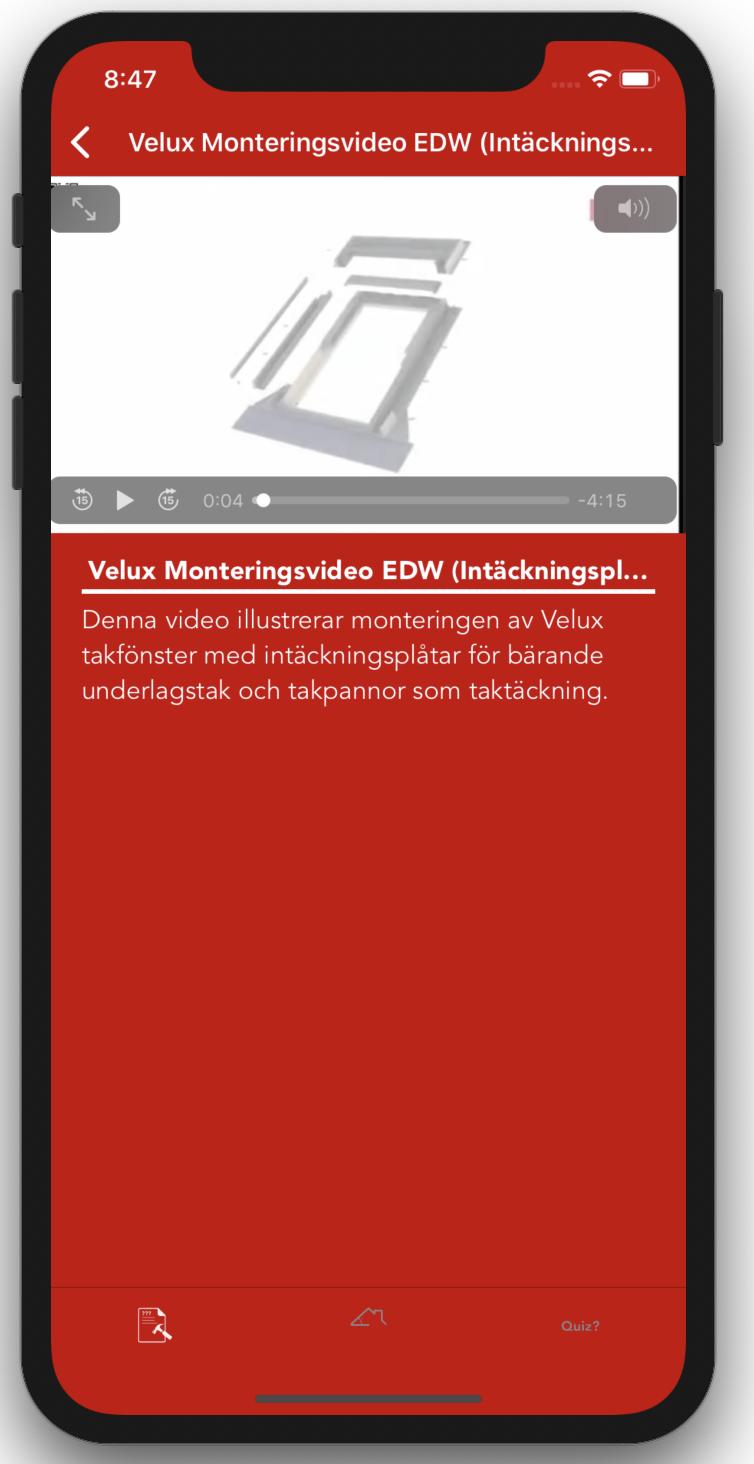 8:47
Velux Monteringsvideo EDW (Intäcknings...
15
15
0:04
-4:15
Velux Monteringsvideo EDW (Intäckningspl...
Denna video illustrerar monteringen av Velux
takfönster med intäckningsplåtar för bärande
underlagstak och takpannor som taktäckning.
???
Quiz?